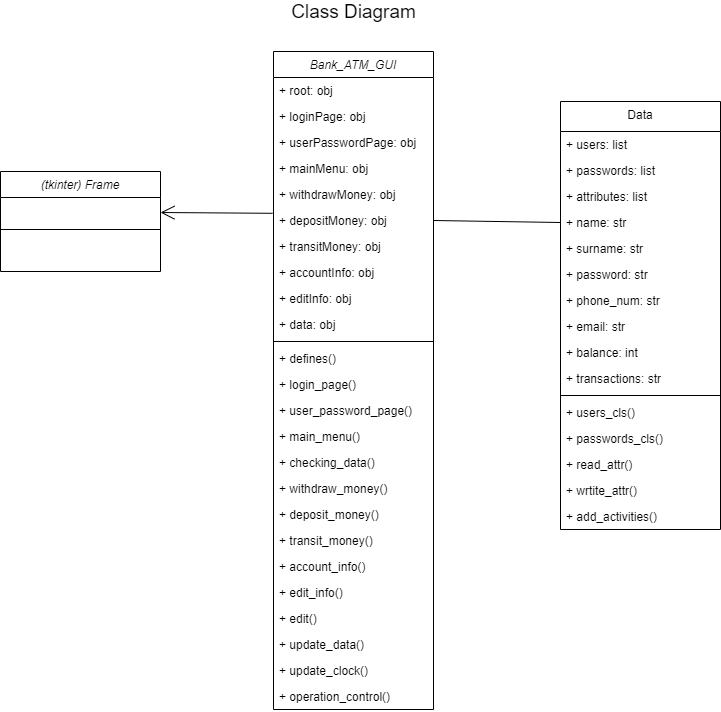 Class Diagram
Bank_ATM_GUI
+ root: obj
+ loginPage: obj
+ userPasswordPage: obj
+ mainMenu: obj
+ withdrawMoney: obj
+ depositMoney: obj
+ transitMoney: obj
+ accountInfo: obj
+ editInfo: obj
+ data: obj
+ defines()
+ login_page()
+ user_password_page()
+ main_menu()
+ checking_data()
+ withdraw_money()
+ deposit_money()
+ transit_money()
+ account_info()
+ edit_info()
+ edit()
+ update_data()
+ update_clock()
+ operation_control()
(tkinter) Frame
Data
+ users: list
+ passwords: list
+ attributes: list
+ name: str
+ surname: str
+ password: str
+ phone_num: str
+ email: str
+ balance: int
+ transactions: str
+ users_cls()
+ passwords_cls()
+ read_attr()
+ wrtite_attr()
+ add_activities()